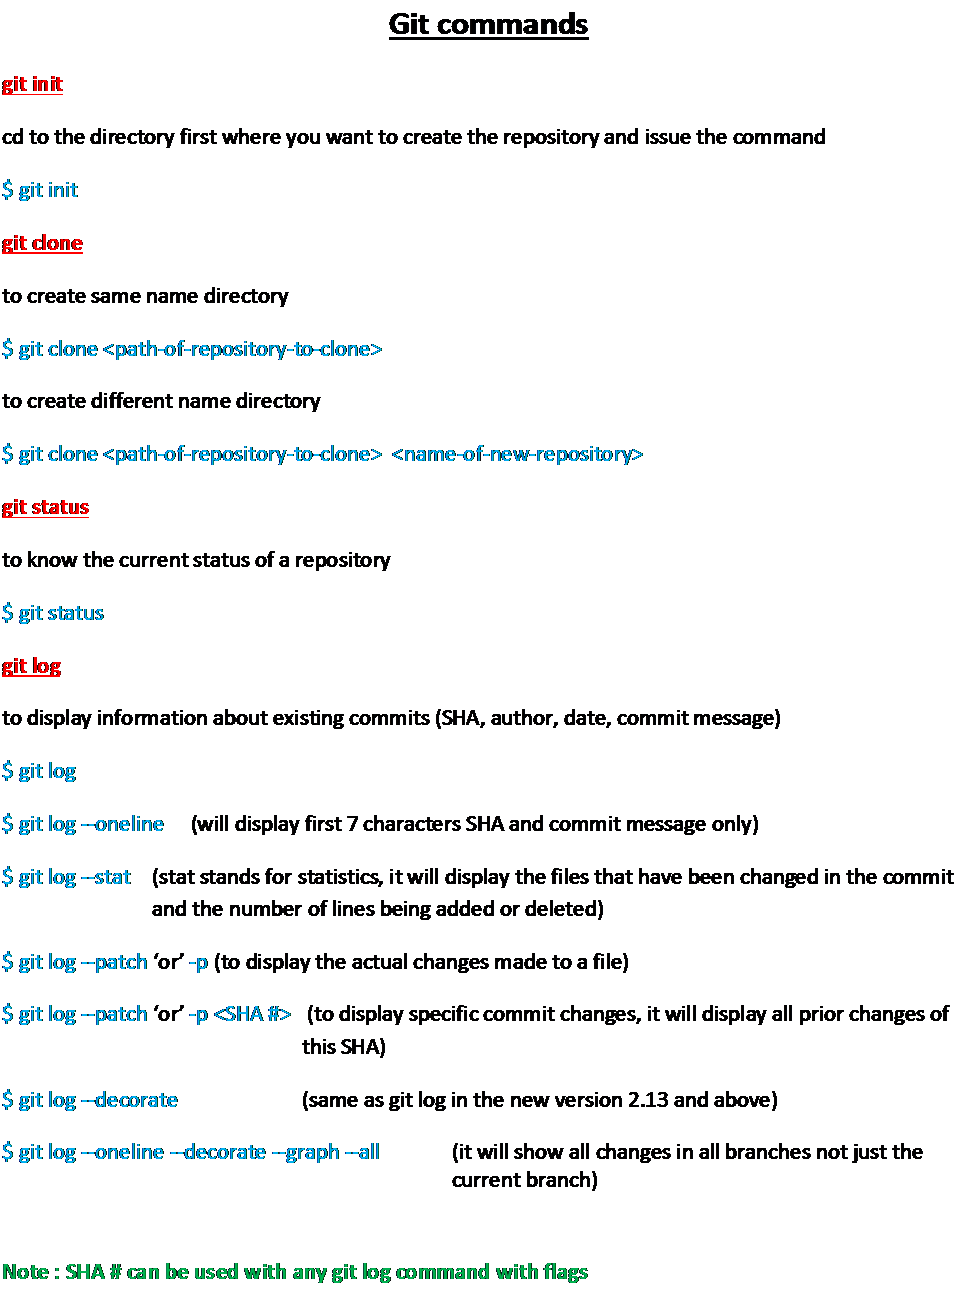 Git commands
git init
cd to the directory first where you want to create the repository and issue the command
$ git init
git clone
to create same name directory
$ git clone <path-of-repository-to-clone>
to create different name directory
$ git clone <path-of-repository-to-clone>  <name-of-new-repository>
git status
to know the current status of a repository
$ git status
git log
to display information about existing commits (SHA, author, date, commit message)
$ git log
$ git log --oneline (will display first 7 characters SHA and commit message only)
$ git log --stat (stat stands for statistics, it will display the files that have been changed in the commit
and the number of lines being added or deleted)
$ git log --patch ‘or’ -p (to display the actual changes made to a file)
$ git log --patch ‘or’ -p <SHA #> (to display specific commit changes, it will display all prior changes of
this SHA)
$ git log --decorate (same as git log in the new version 2.13 and above)
$ git log --oneline --decorate --graph --all (it will show all changes in all branches not just the
current branch)
Note : SHA # can be used with any git log command with flags